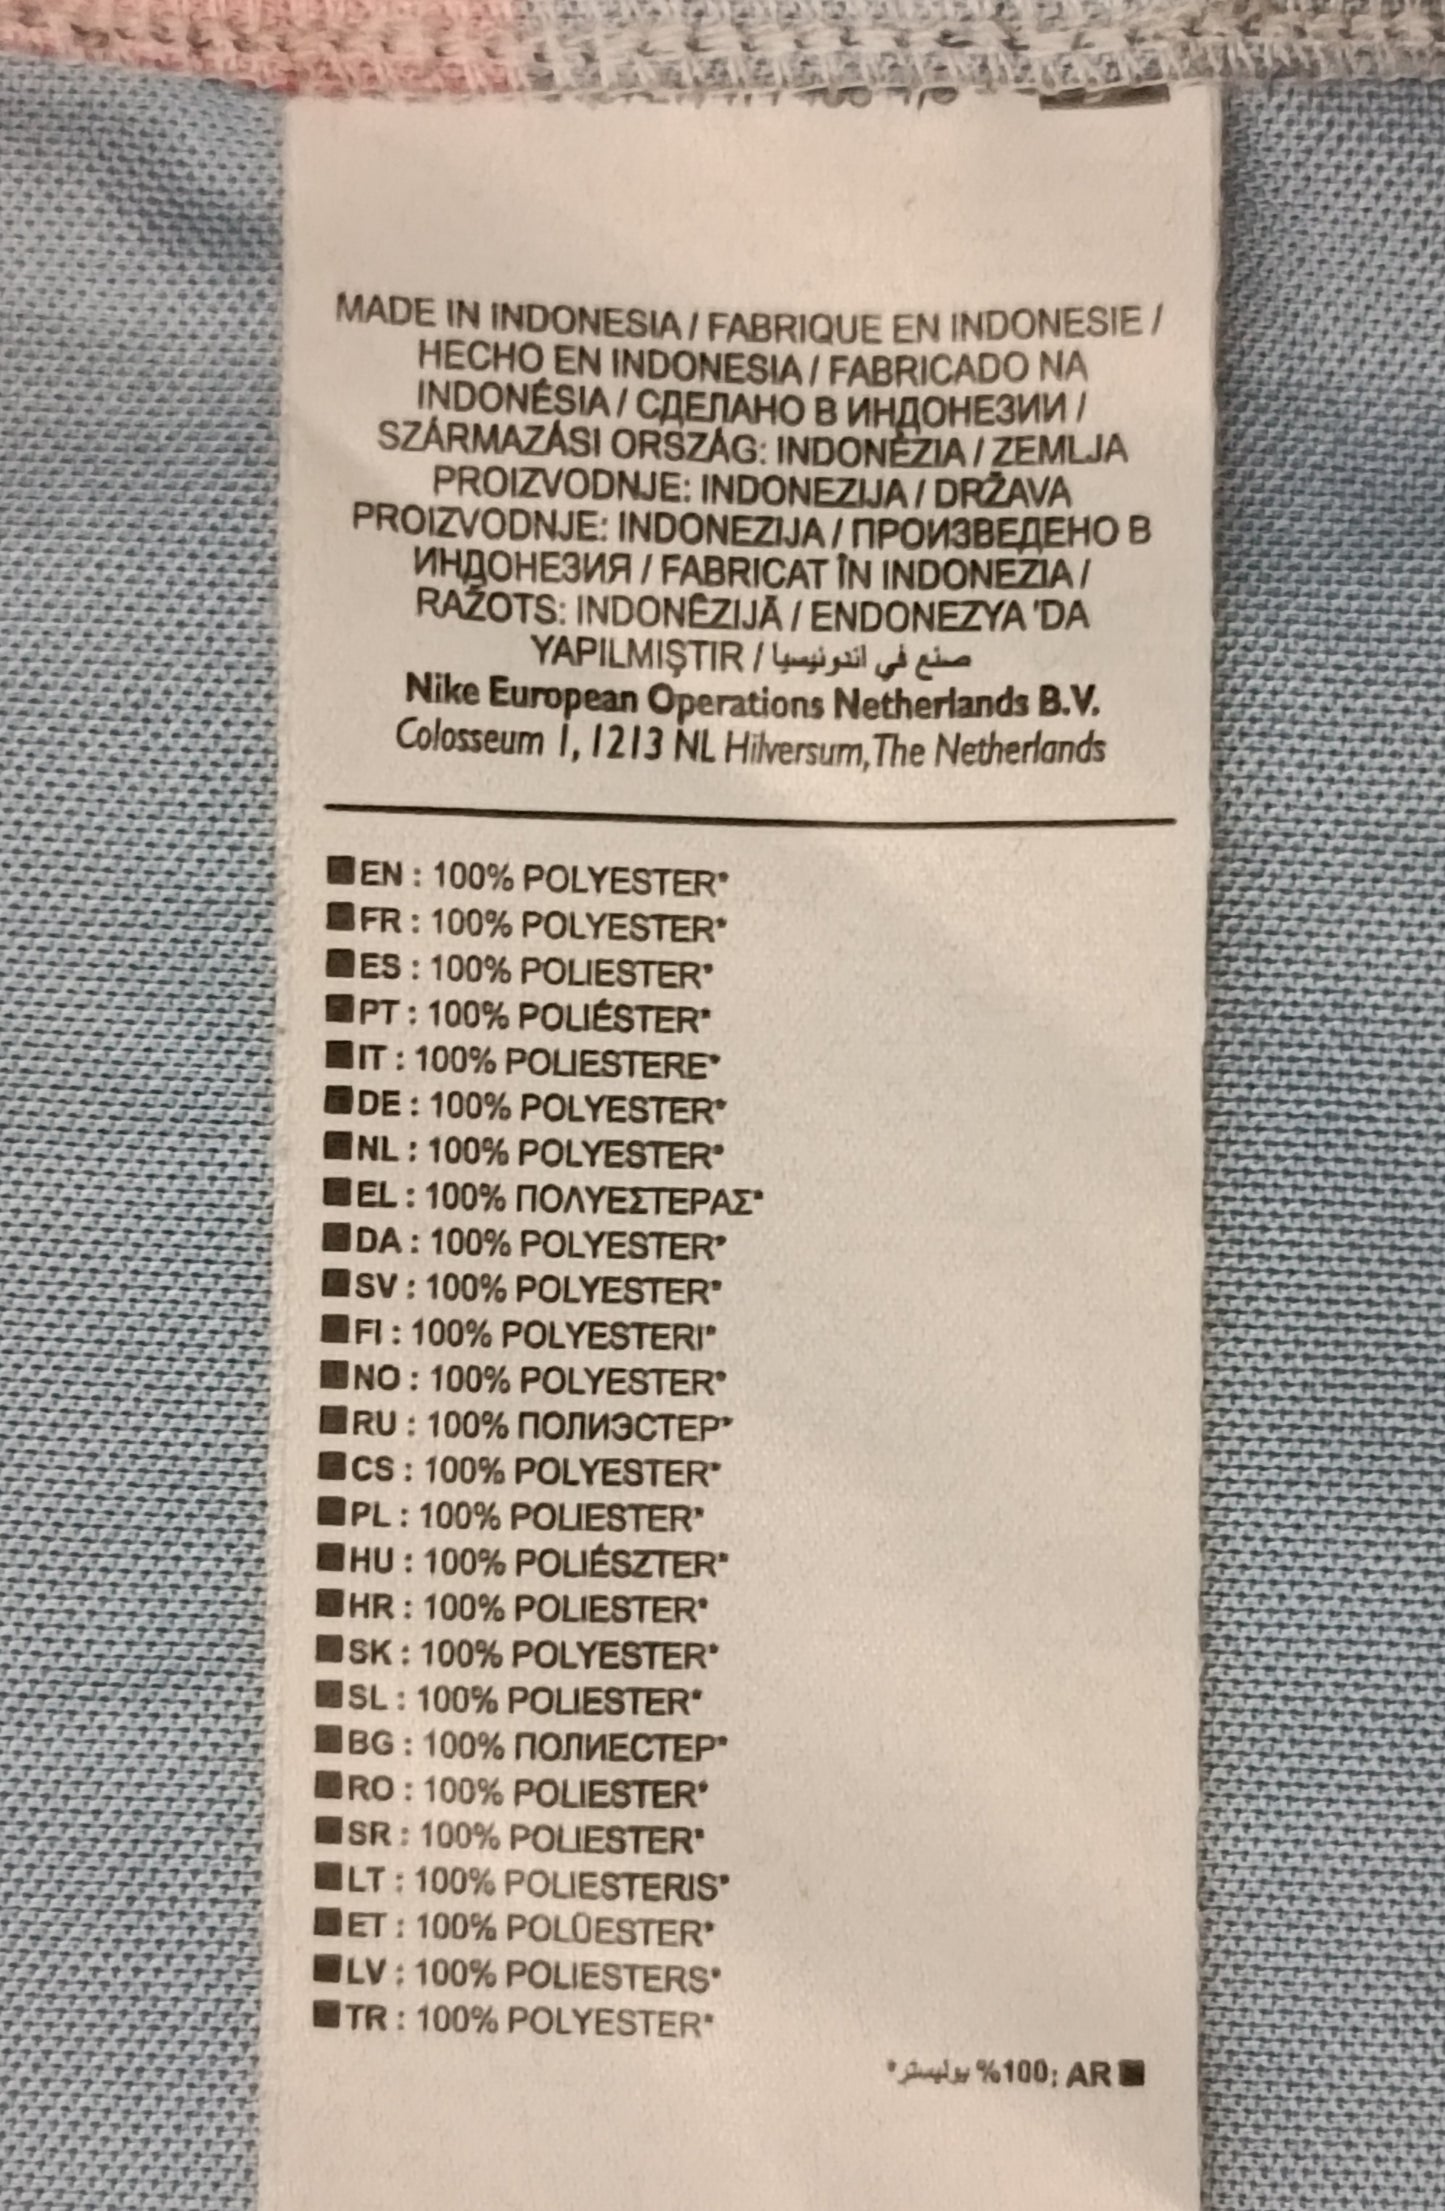 MADE IN INDONESIA / FABRIQUE EN INDONESIE /
HECHO EN INDONESIA / FABRICADO NA
INDONÉSIA / СДЕЛАНО В ИНДОНЕЗИИ /
SZÁRMAZÁSI ORSZÁG: INDONÉZIA / ZEMLJA
PROIZVODNJE: INDONEZIJA / DRŽAVA
PROIZVODNJE: INDONEZIJA / ПРОИЗВЕДЕНО В
ИНДОНЕЗИЯ / FABRICAT ÎN INDONEZIA /
RAŽOTS: INDONĒZIJĀ / ENDONEZYA 'DA
YAPILMIŞTIR / صنع في اندونيسيا
Nike European Operations Netherlands B.V.
Colosseum 1, 1213 NL Hilversum, The Netherlands
■EN : 100% POLYESTER*
■FR : 100% POLYESTER*
■ES : 100% POLIESTER*
■PT : 100% POLIÉSTER*
■IT : 100% POLIESTERE*
■DE : 100% POLYESTER*
■NL : 100% POLYESTER*
■EL : 100% ΠΟΛΥΕΣΤΕΡΑΣ*
■DA : 100% POLYESTER*
■SV : 100% POLYESTER*
■FI : 100% POLYESTERI*
■NO : 100% POLYESTER*
■RU : 100% ПОЛИЭСТЕР*
■CS : 100% POLYESTER*
■PL : 100% POLIESTER*
■HU : 100% POLIÉSZTER*
■HR : 100% POLIESTER*
■SK : 100% POLYESTER*
■SL : 100% POLIESTER*
■BG : 100% ПОЛИЕСТЕР*
■RO : 100% POLIESTER*
■SR : 100% POLIESTER*
■LT : 100% POLIESTERIS*
■ET : 100% POLÜESTER*
■LV : 100% POLIESTERS*
■TR : 100% POLYESTER*
■ AR :100% بوليستر*